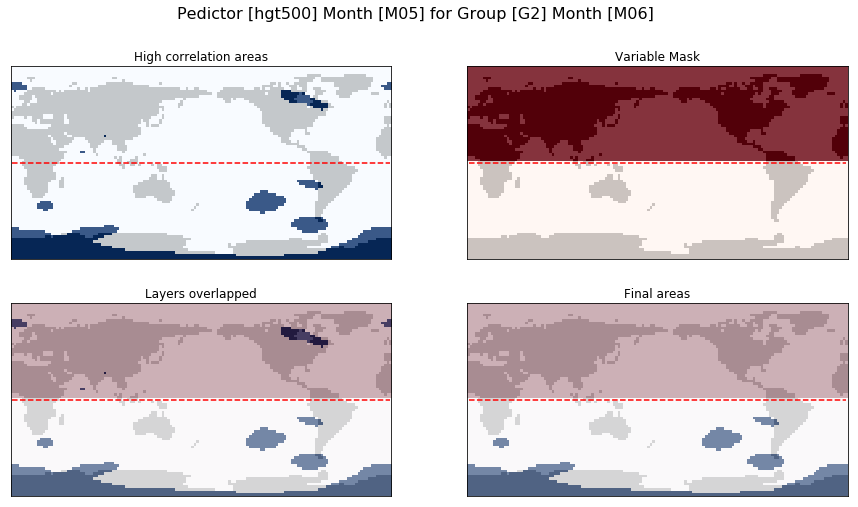 Pedictor [hgt500] Month [M05] for Group [G2] Month [M06]
High correlation areas
Variable Mask
Layers overlapped
Final areas